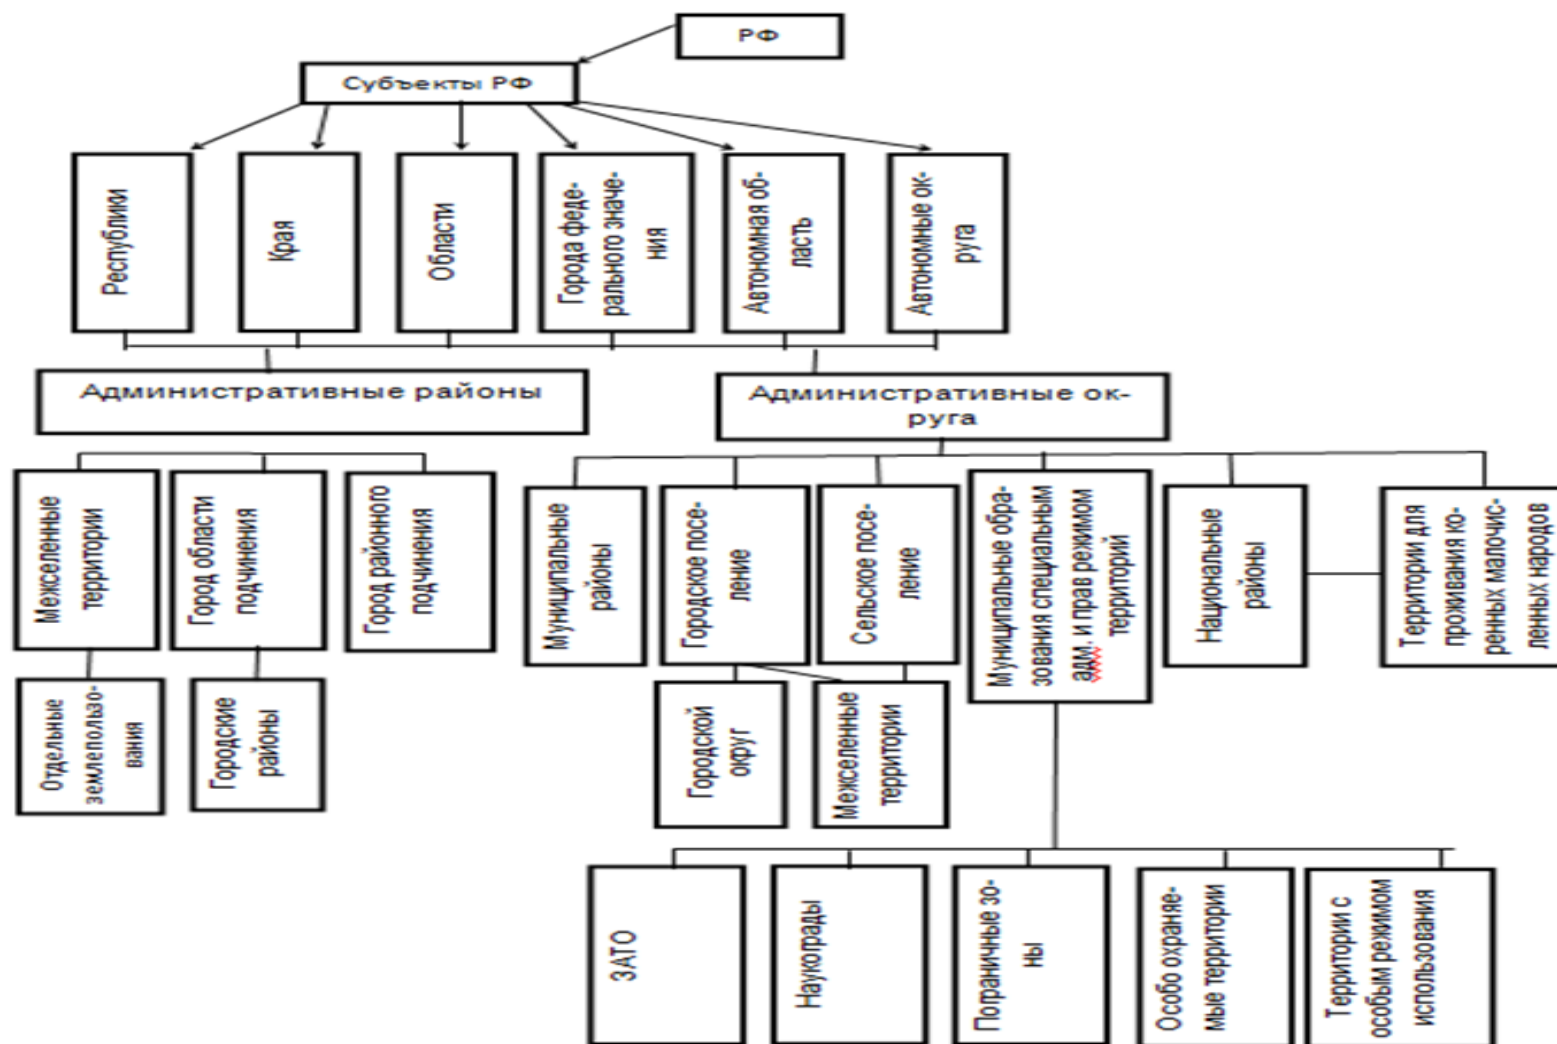 РФ
Субъекты РФ
Республики
Края
Области
Города феде-
рального значе-
ния
Автономная об-
ласть
Автономные ок-
руга
Административные районы
Административные ок-
руга
Межселенные
территории
Город области
подчинения
Город районного
подчинения
Муниципальные
районы
Городское посе-
ление
Сельское посе-
ление
Муниципальные обра-
зования специальным
адм. и прав режимом
территорий
Национальные
районы
Территории для
проживания ко-
ренных малочис-
ленных народов
Отдельные
землепользо-
вания
Городские
районы
Городской
округ
Межселенные
территории
ЗАТО
Наукограды
Пограничные зо-
ны
Особо охраняе-
мые территории
Территории с
особым режимом
использования